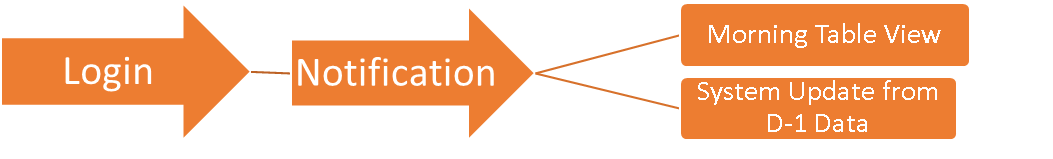 Login
Notification
Morning Table View
System Update from
D-1 Data